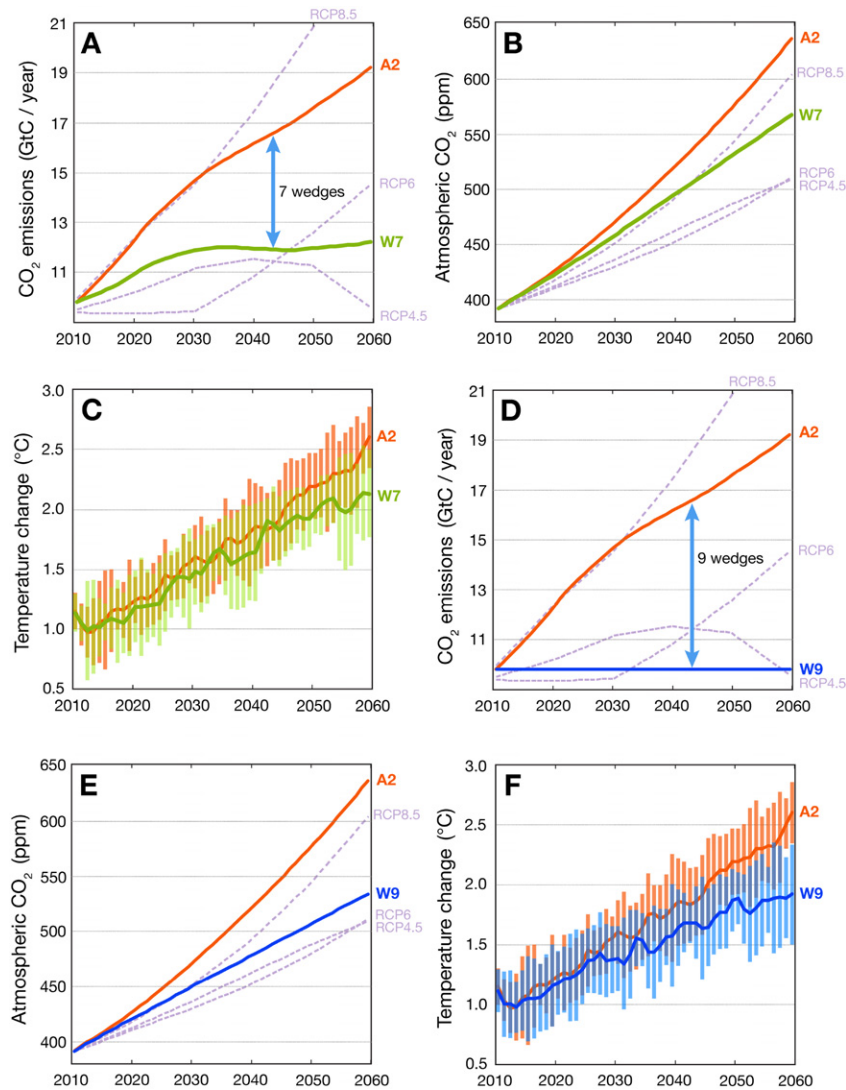 A
CO2 emissions (GtC / year)
21
19
17
15
13
11
2010 2020 2030 2040 2050 2060
RCP8.5
A2
7 wedges
RCP6
W7
RCP4.5
B
Atmospheric CO2 (ppm)
650
600
550
500
450
400
2010 2020 2030 2040 2050 2060
A2
RCP8.5
W7
RCP6
RCP4.5
C
Temperature change (°C)
3.0
2.5
2.0
1.5
1.0
0.5
2010 2020 2030 2040 2050 2060
A2
W7
D
CO2 emissions (GtC / year)
21
19
17
15
13
11
2010 2020 2030 2040 2050 2060
RCP8.5
A2
9 wedges
RCP6
W9
RCP4.5
E
Atmospheric CO2 (ppm)
650
600
550
500
450
400
2010 2020 2030 2040 2050 2060
A2
RCP8.5
W9
RCP6
RCP4.5
F
Temperature change (°C)
3.0
2.5
2.0
1.5
1.0
0.5
2010 2020 2030 2040 2050 2060
A2
W9